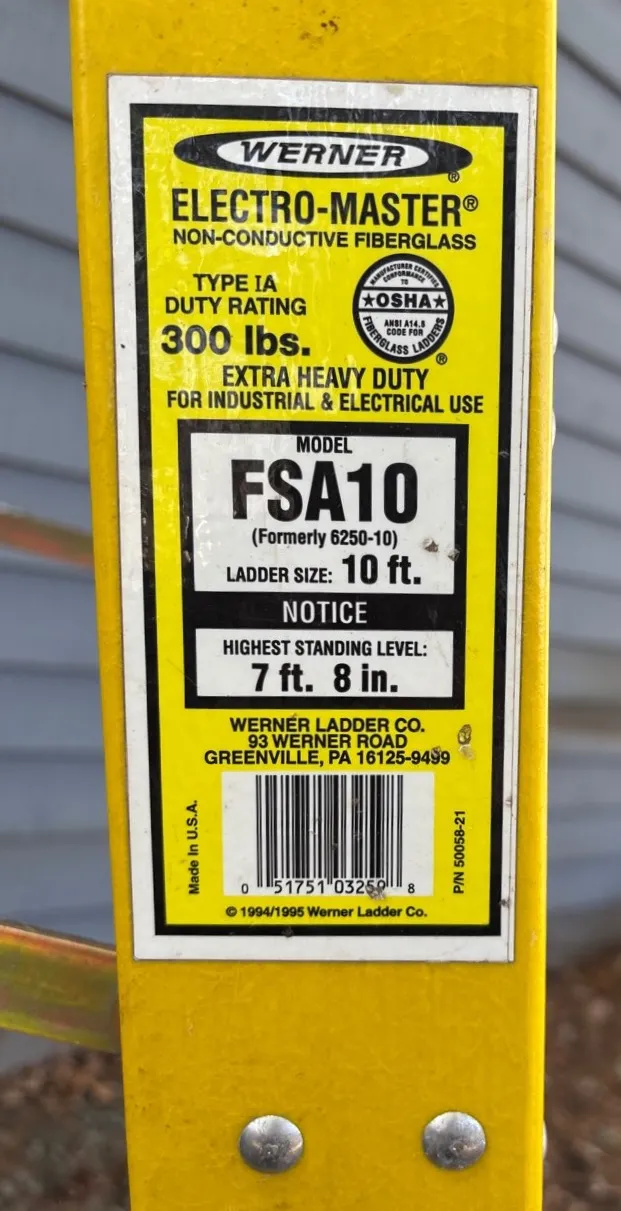 WERNER
®
ELECTRO-MASTER®
NON-CONDUCTIVE FIBERGLASS
TYPE IA
DUTY RATING
300 lbs.
MANUFACTURER CERTIFIES
CONFORMANCE
TO
★OSHA★
ANSI A14.5
CODE FOR
FIBERGLASS LADDERS
®
EXTRA HEAVY DUTY
FOR INDUSTRIAL & ELECTRICAL USE
MODEL
FSA10
(Formerly 6250-10)
LADDER SIZE: 10 ft.
NOTICE
HIGHEST STANDING LEVEL:
7 ft. 8 in.
WERNER LADDER CO.
93 WERNER ROAD
GREENVILLE, PA 16125-9499
Made in U.S.A.
0 51751 8
P/N 50058-21
© 1994/1995 Werner Ladder Co.